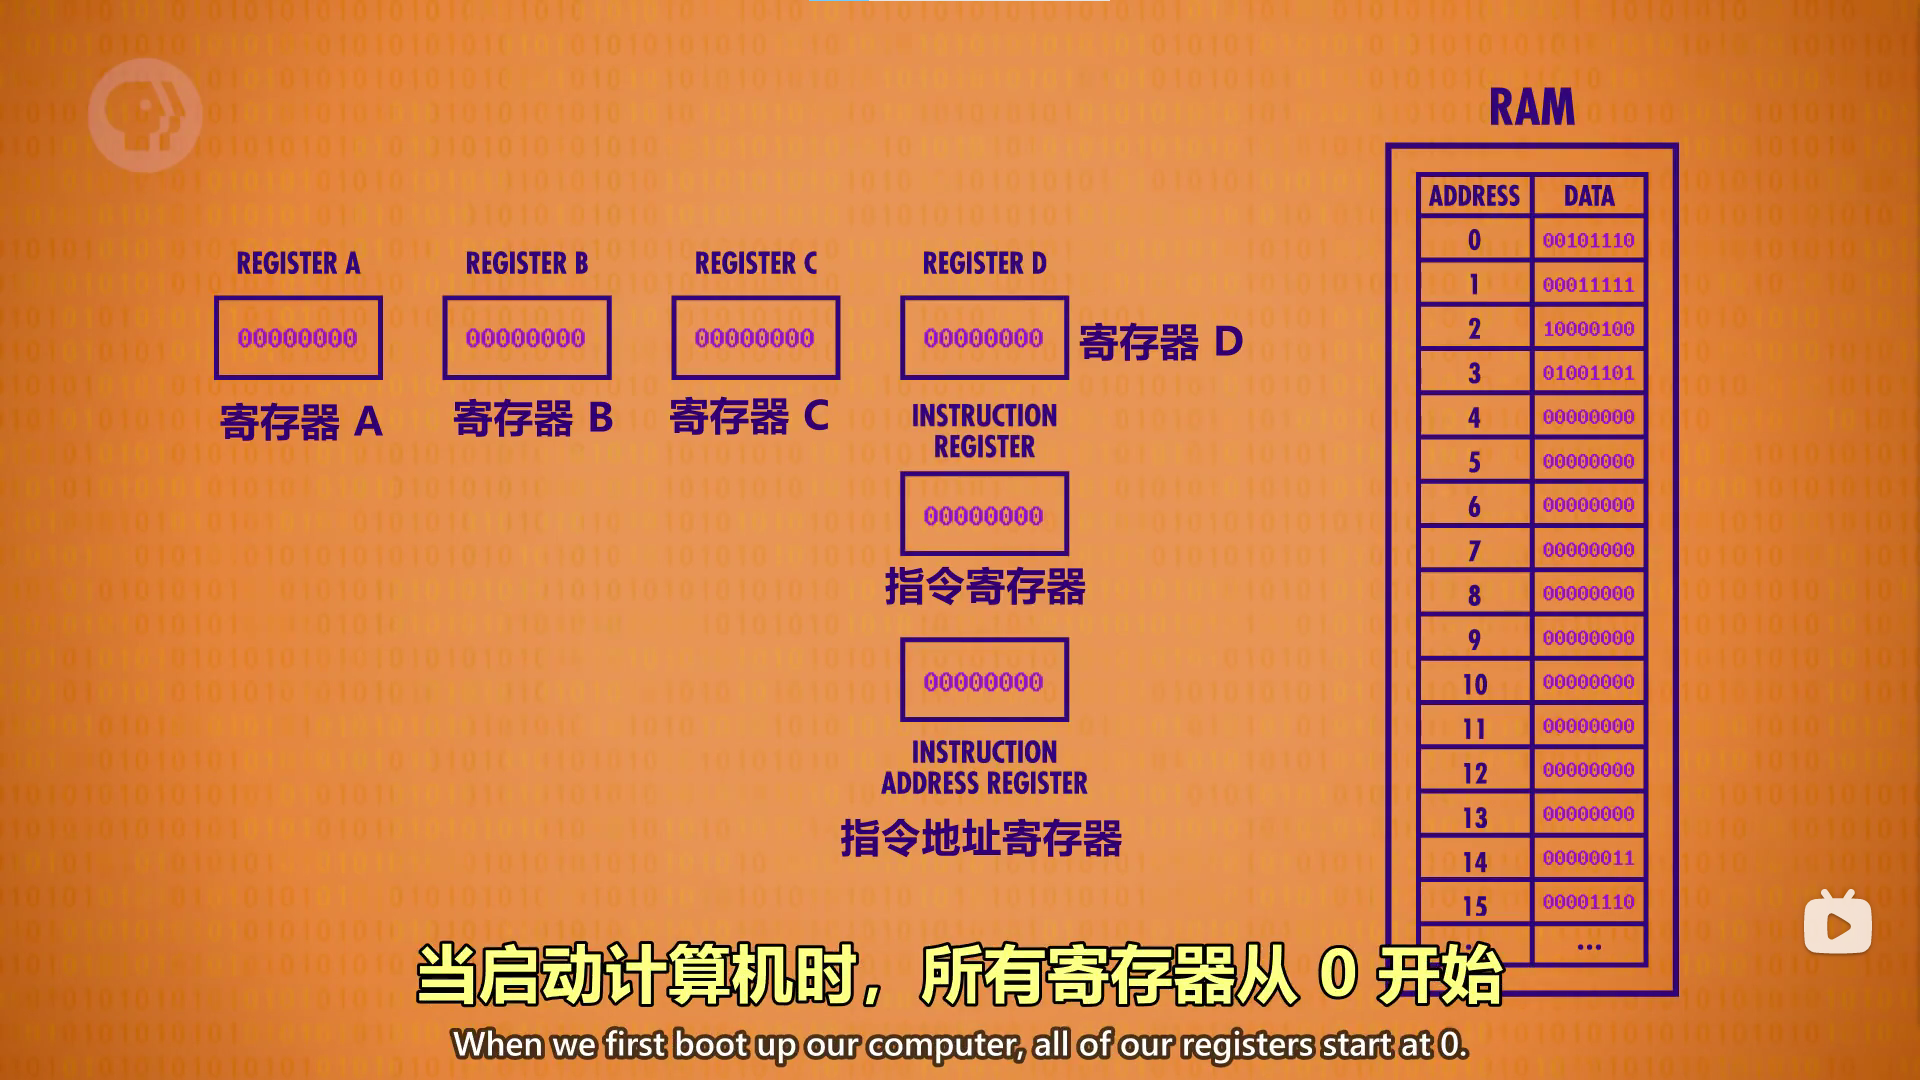 RAM
ADDRESS DATA
0 00101110
1 00011111
2 10000100
3 01001101
4 00000000
5 00000000
6 00000000
7 00000000
8 00000000
9 00000000
10 00000000
11 00000000
12 00000000
13 00000000
14 00000011
15 00001110
...
REGISTER A
00000000
寄存器 A
REGISTER B
00000000
寄存器 B
REGISTER C
00000000
寄存器 C
REGISTER D
00000000
寄存器 D
INSTRUCTION
REGISTER
00000000
指令寄存器
00000000
INSTRUCTION
ADDRESS REGISTER
指令地址寄存器
当启动计算机时，所有寄存器从 0 开始
When we first boot up our computer, all of our registers start at 0.